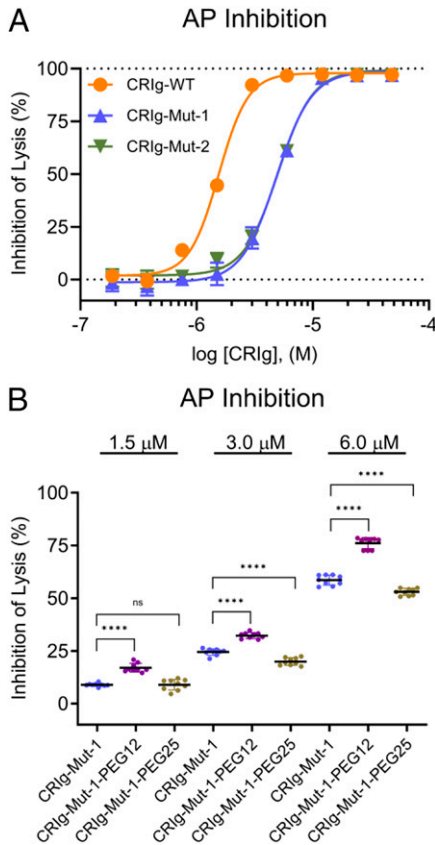 A
AP Inhibition
Inhibition of Lysis (%)
100
75
50
25
0
CRIg-WT
CRIg-Mut-1
CRIg-Mut-2
-7
-6
-5
-4
log [CRIg], (M)
B
AP Inhibition
1.5 μM
3.0 μM
6.0 μM
Inhibition of Lysis (%)
100
75
50
25
0
ns
****
****
****
****
****
CRIg-Mut-1
CRIg-Mut-1-PEG12
CRIg-Mut-1-PEG25
CRIg-Mut-1
CRIg-Mut-1-PEG12
CRIg-Mut-1-PEG25
CRIg-Mut-1
CRIg-Mut-1-PEG12
CRIg-Mut-1-PEG25